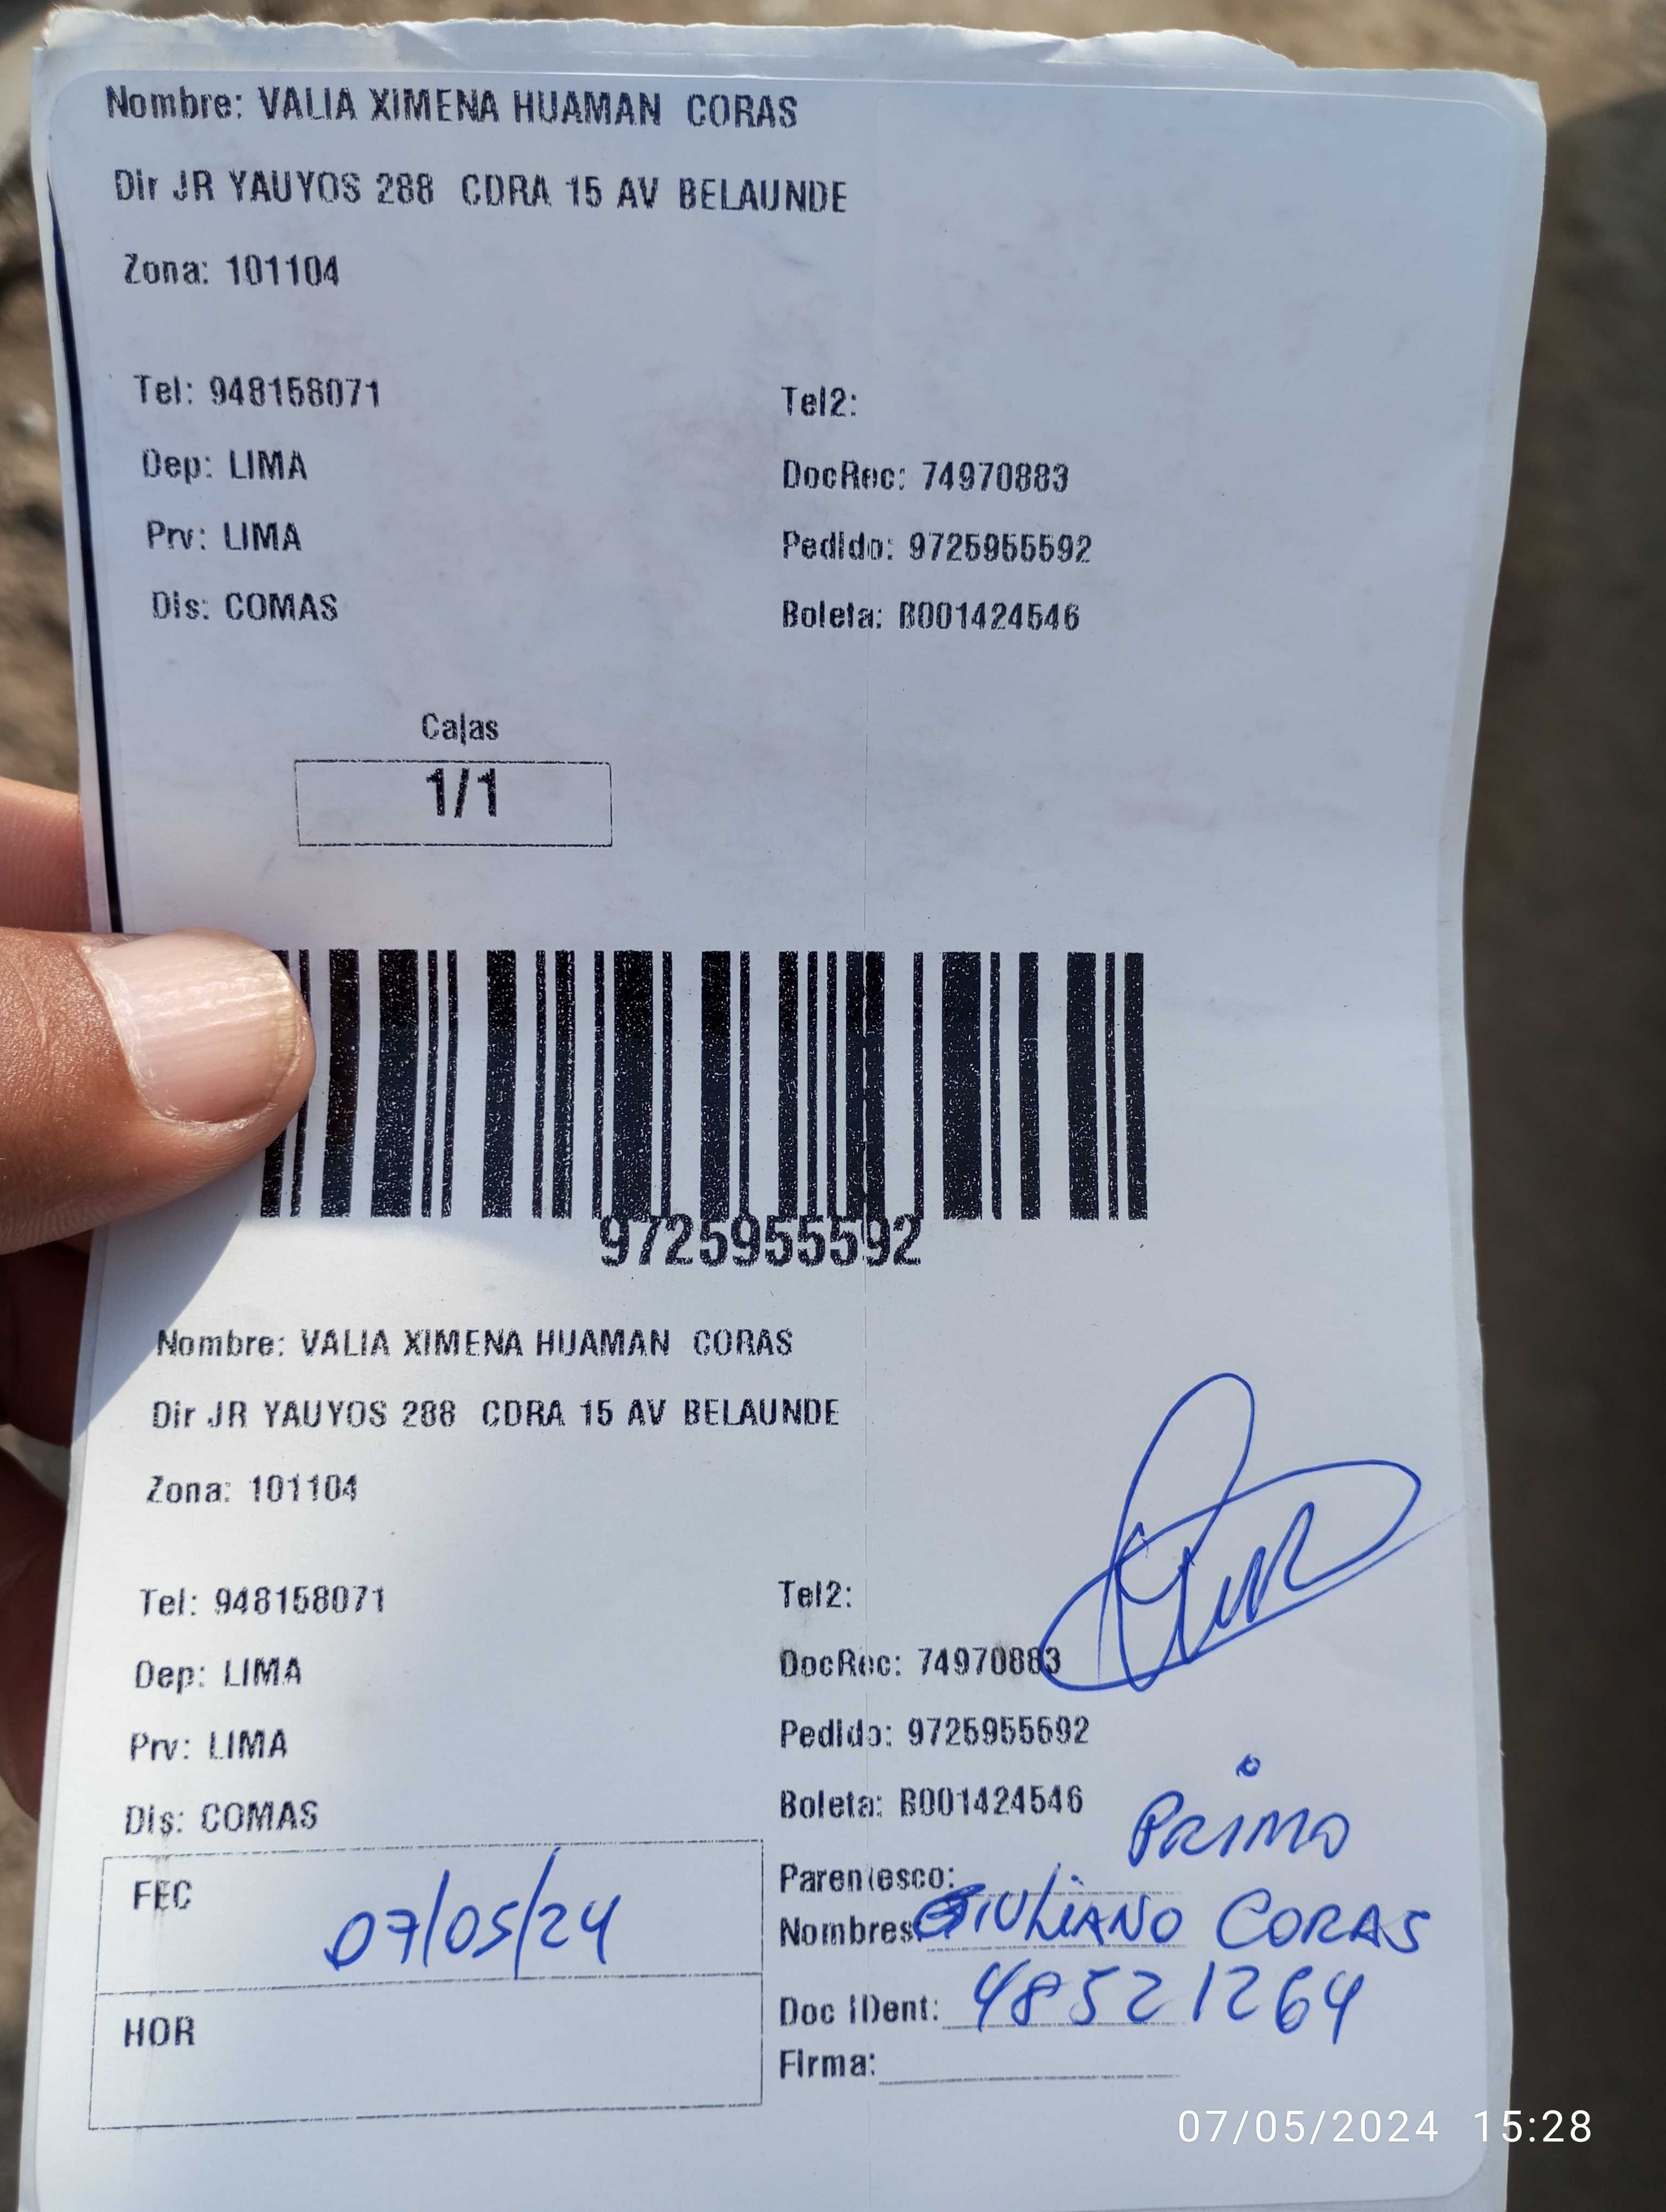 Nombre: VALIA XIMENA HUAMAN CORAS
Dir JR YAUYOS 288 CDRA 15 AV BELAUNDE
Zona: 101104
Tel: 948158071
Tel2:
Dep: LIMA
DocRec: 74970883
Prv: LIMA
Pedido: 9725955592
Dis: COMAS
Boleta: B001424546
Cajas
1/1
9725955592
Nombre: VALIA XIMENA HUAMAN CORAS
Dir JR YAUYOS 288 CDRA 15 AV BELAUNDE
Zona: 101104
Tel: 948158071
Tel2:
Dep: LIMA
DocRec: 74970883
Prv: LIMA
Pedido: 9725955592
Dis: COMAS
Boleta: B001424546
Parentesco: PRIMO
FEC 07/05/24
Nombres: GIULIANO CORAS
HOR
Doc IDent: 48521264
Firma:
07/05/2024 15:28